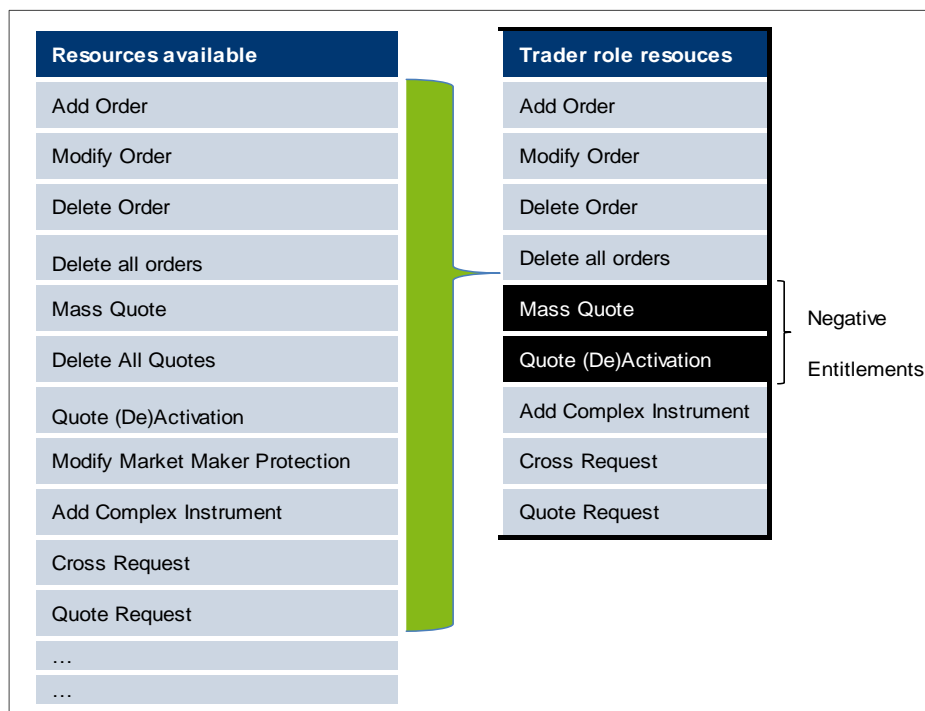 Resources available
Add Order
Modify Order
Delete Order
Delete all orders
Mass Quote
Delete All Quotes
Quote (De)Activation
Modify Market Maker Protection
Add Complex Instrument
Cross Request
Quote Request
…
…
Trader role resouces
Add Order
Modify Order
Delete Order
Delete all orders
Mass Quote
Quote (De)Activation
Add Complex Instrument
Cross Request
Quote Request
Negative
Entitlements